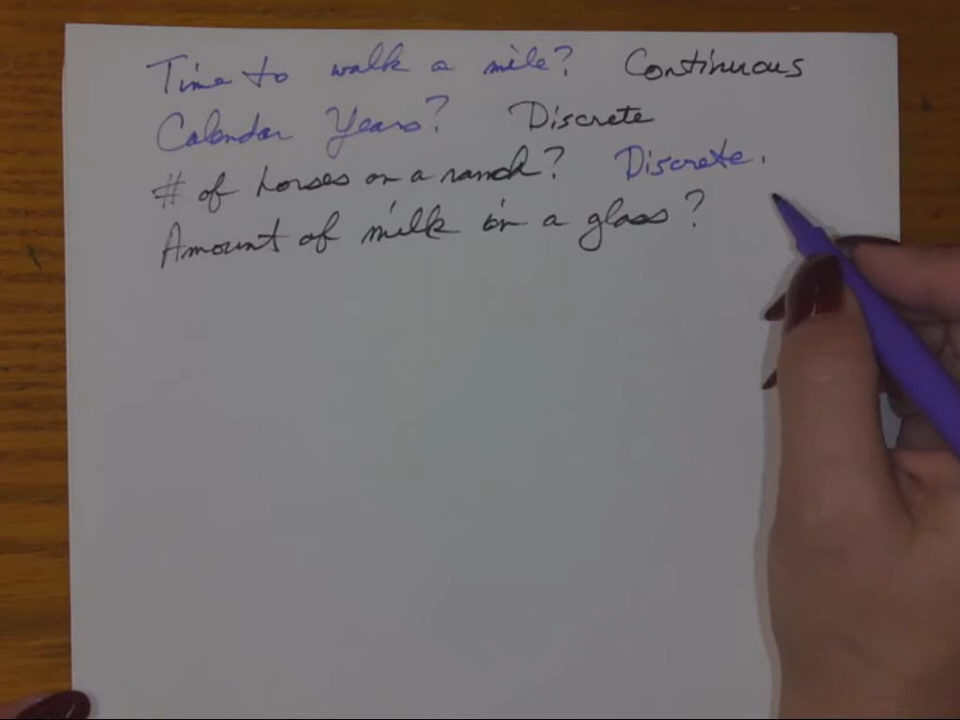 Time to walk a mile? Continuous
Calendar Years? Discrete
# of horses on a ranch? Discrete.
Amount of milk in a glass?